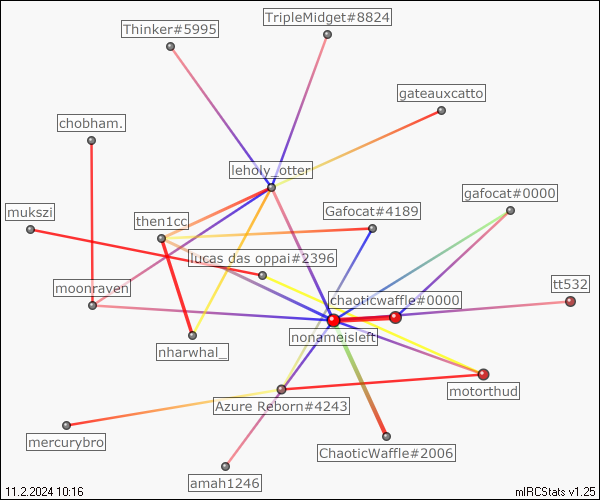 TripleMidget#8824
Thinker#5995
gateauxcatto
chobham.
leholy_otter
gafocat#0000
mukszi
then1cc
Gafocat#4189
lucas das oppai#2396
moonraven
chaoticwaffle#0000
tt532
nharwhal_
nonameisleft
motorthud
Azure Reborn#4243
mercurybro
ChaoticWaffle#2006
amah1246
11.2.2024 10:16
mIRCStats v1.25